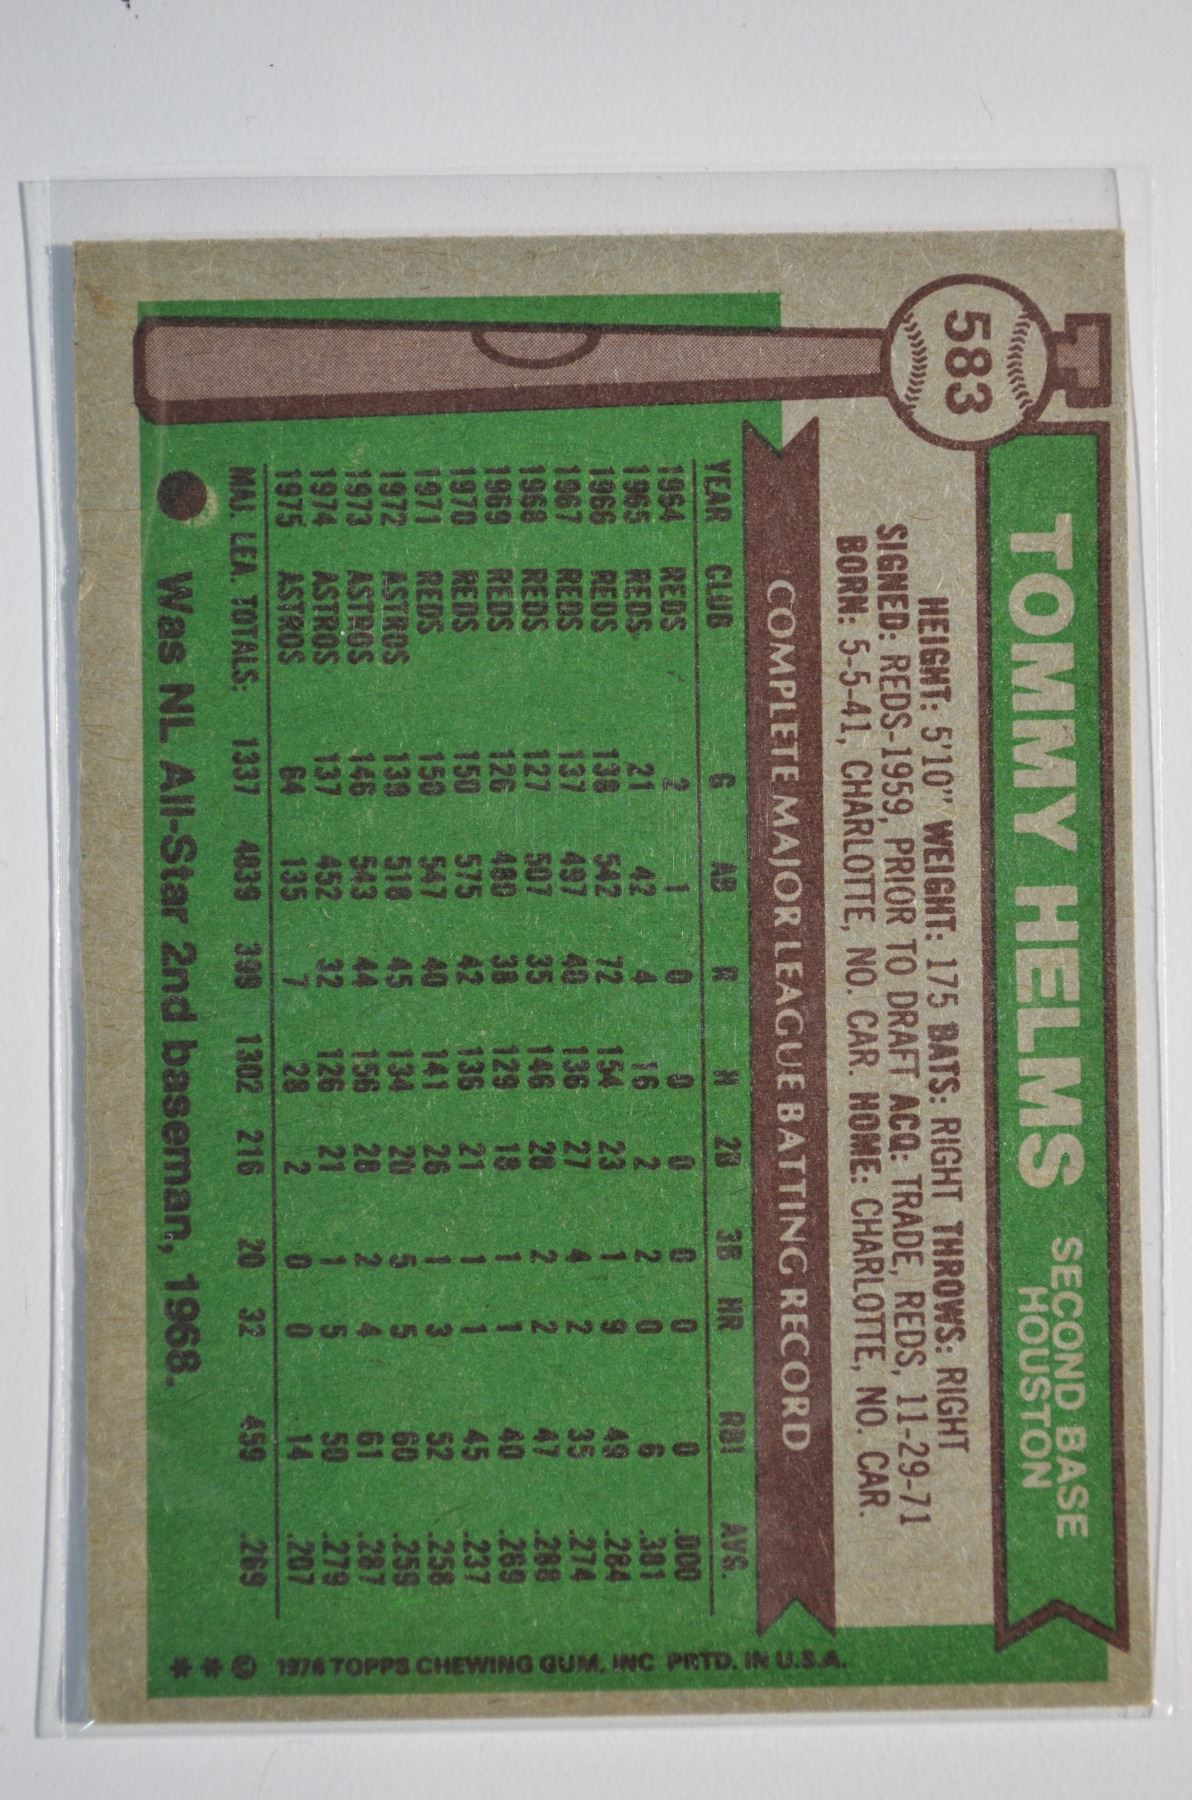 583
TOMMY HELMS
SECOND BASE
HOUSTON
HEIGHT: 5'10" WEIGHT: 175 BATS: RIGHT THROWS: RIGHT
SIGNED: REDS-1959, PRIOR TO DRAFT ACQ: TRADE, REDS, 11-29-71
BORN: 5-5-41, CHARLOTTE, NO. CAR. HOME: CHARLOTTE, NO. CAR.
COMPLETE MAJOR LEAGUE BATTING RECORD
YEAR CLUB G AB R H 2B 3B HR RBI AVG.
1964 REDS 2 1 0 0 0 0 0 0 .000
1965 REDS 21 42 4 16 2 2 0 6 .381
1966 REDS 138 542 72 154 23 1 9 49 .284
1967 REDS 137 497 40 136 27 4 2 35 .274
1968 REDS 127 507 35 146 28 2 2 47 .288
1969 REDS 126 480 38 129 18 1 1 40 .269
1970 REDS 150 575 42 136 21 1 1 45 .237
1971 REDS 150 547 40 141 26 1 3 52 .258
1972 ASTROS 139 518 45 134 20 5 5 60 .259
1973 ASTROS 146 543 44 156 28 2 4 61 .287
1974 ASTROS 137 452 32 126 21 1 5 50 .279
1975 ASTROS 64 135 7 28 2 0 0 14 .207
MAJ. LEA. TOTALS: 1337 4839 399 1302 216 20 32 459 .269
Was NL All-Star 2nd baseman, 1968.
* * © 1976 TOPPS CHEWING GUM, INC PRTD. IN U.S.A.